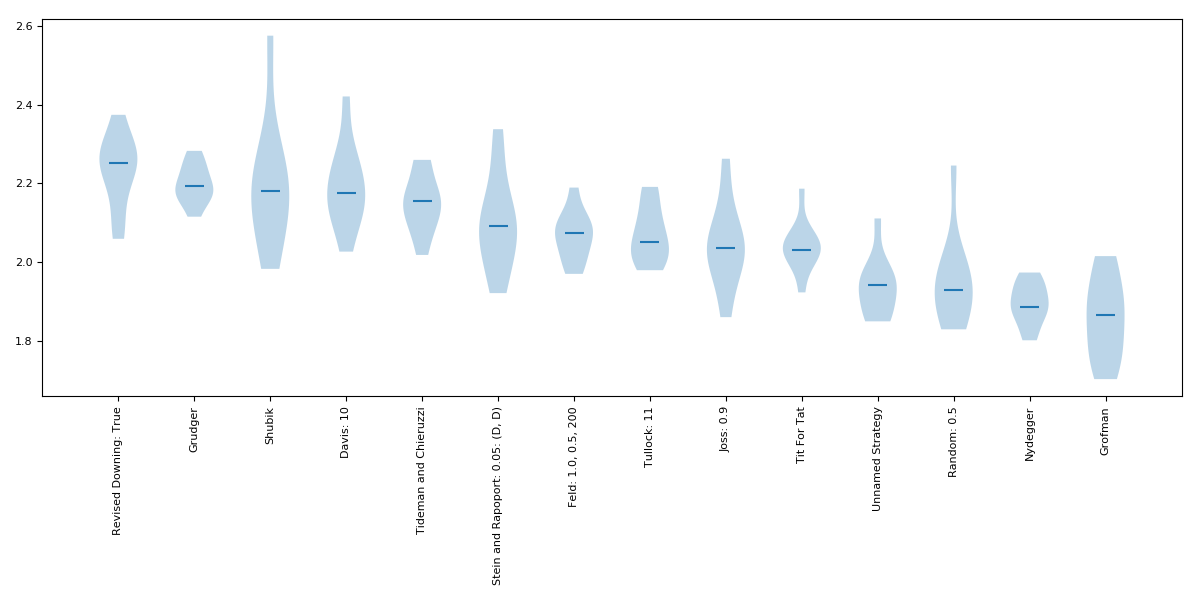 2.6
2.4
2.2
2.0
1.8
Revised Downing: True
Grudger
Shubik
Davis: 10
Tideman and Chieruzzi
Stein and Rapoport: 0.05: (D, D)
Feld: 1.0, 0.5, 200
Tullock: 11
Joss: 0.9
Tit For Tat
Unnamed Strategy
Random: 0.5
Nydegger
Grofman